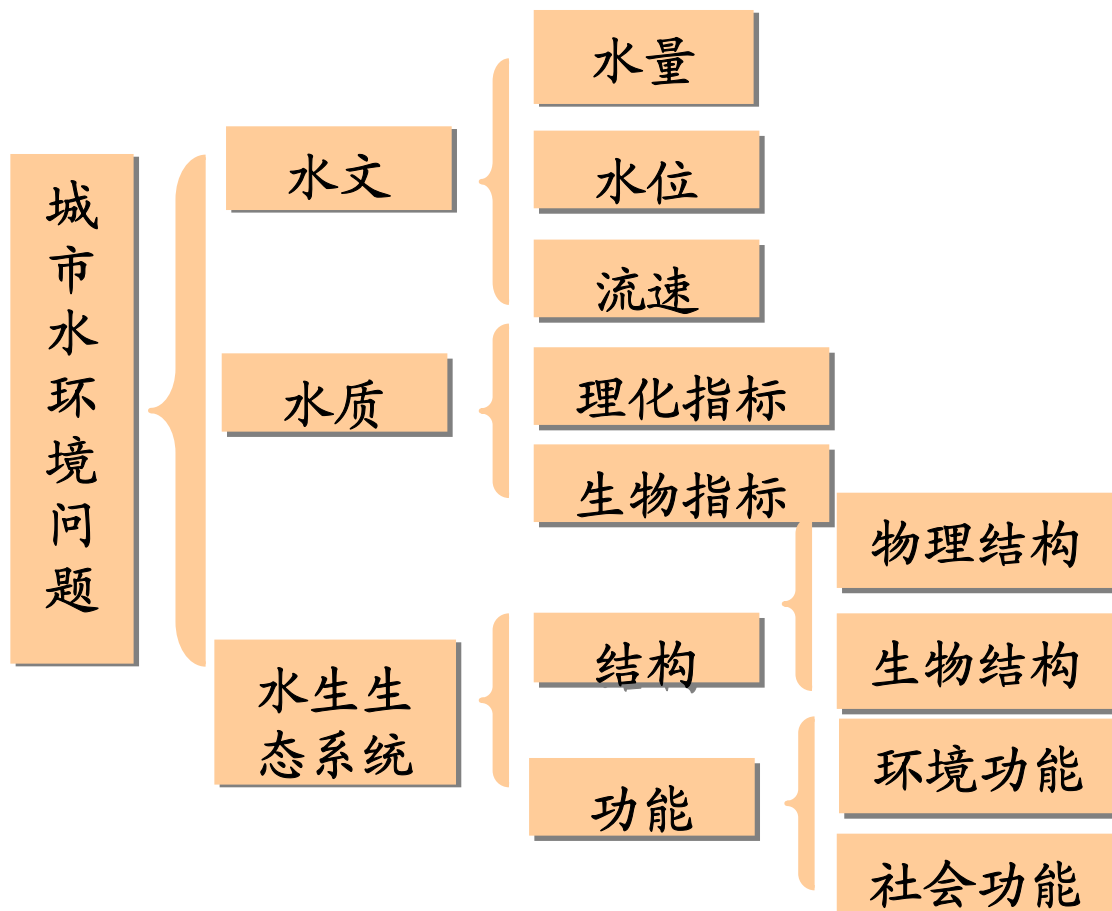 城市水环境问题
水文
水量
水位
流速
水质
理化指标
生物指标
水生生
态系统
结构
物理结构
生物结构
功能
环境功能
社会功能